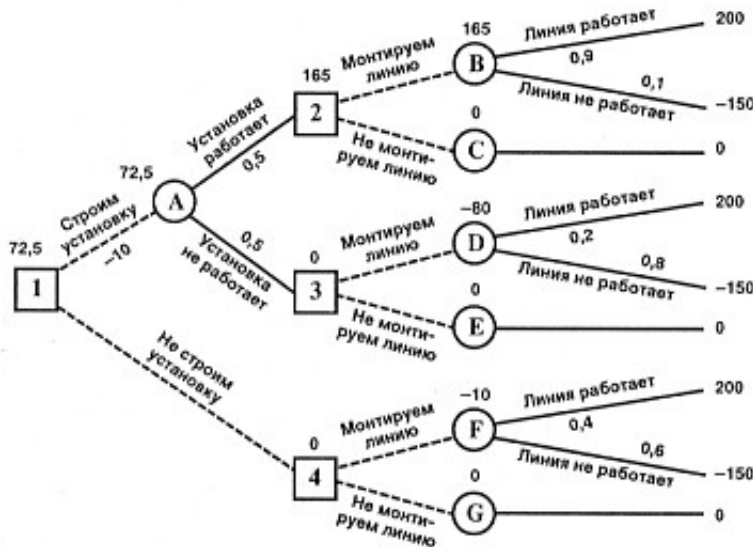 165
Линия работает
200
Монтируем
линию
B
0,9
165
0,1
Линия не работает
−150
Установка
работает
2
0
0,5
Не монти-
руем линию
C
0
72,5
Строим
установку
A
−80
Линия работает
200
−10
0,5
Монтируем
линию
D
0,2
0
0,8
72,5
Установка
не работает
Линия не работает
−150
1
3
0
Не монти-
руем линию
E
0
Не строим
установку
−10
Линия работает
200
Монтируем
линию
F
0,4
0
0,6
Линия не работает
−150
4
0
Не монти-
руем линию
G
0